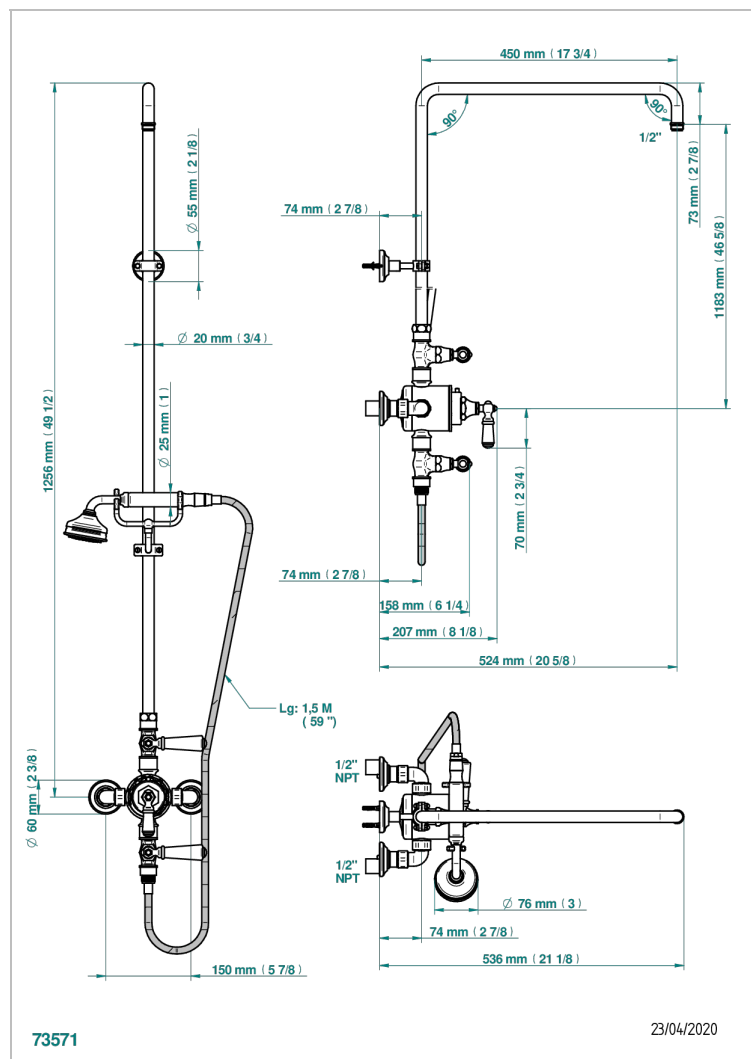 450 mm ( 17 3/4 )
90°
90°
1/2"
73 mm ( 2 7/8 )
1183 mm ( 46 5/8 )
Ø 55 mm ( 2 1/8 )
74 mm ( 2 7/8 )
Ø 20 mm ( 3/4 )
1256 mm ( 49 1/2 )
Ø 25 mm ( 1 )
70 mm ( 2 3/4 )
74 mm ( 2 7/8 )
158 mm ( 6 1/4 )
207 mm ( 8 1/8 )
524 mm ( 20 5/8 )
Lg: 1,5 M
( 59 ")
Ø 60 mm ( 2 3/8 )
1/2"
NPT
1/2"
NPT
Ø 76 mm ( 3 )
74 mm ( 2 7/8 )
150 mm ( 5 7/8 )
536 mm ( 21 1/8 )
73571
23/04/2020